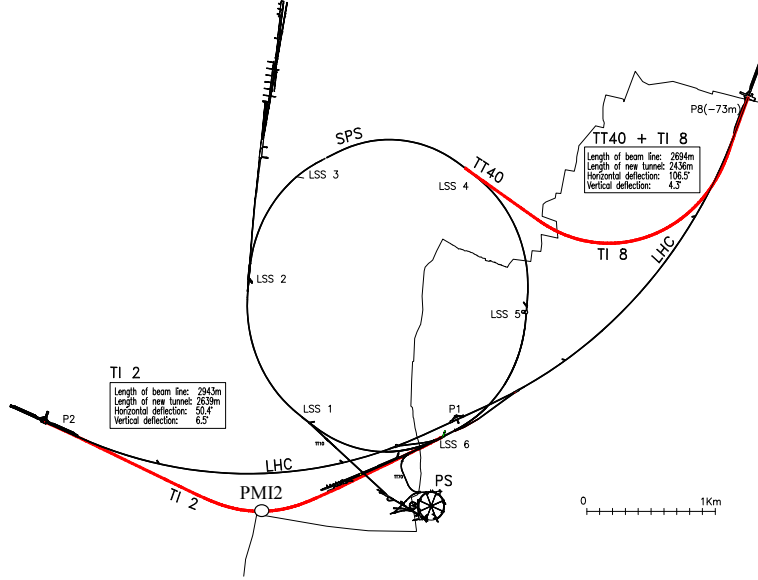 P8(-73m)
SPS
TT40 + TI 8
Length of beam line: 2694m
Length of new tunnel: 2436m
Horizontal deflection: 106.5°
Vertical deflection: 4.3°
TT40
LSS 3
LSS 4
TI 8
LHC
LSS 2
LSS 5
TI 2
Length of beam line: 2943m
Length of new tunnel: 2639m
Horizontal deflection: 50.4°
Vertical deflection: 6.5°
LSS 1
P1
P2
TT10
LSS 6
LHC
TT10
PS
TI 2
PMI2
0
1Km